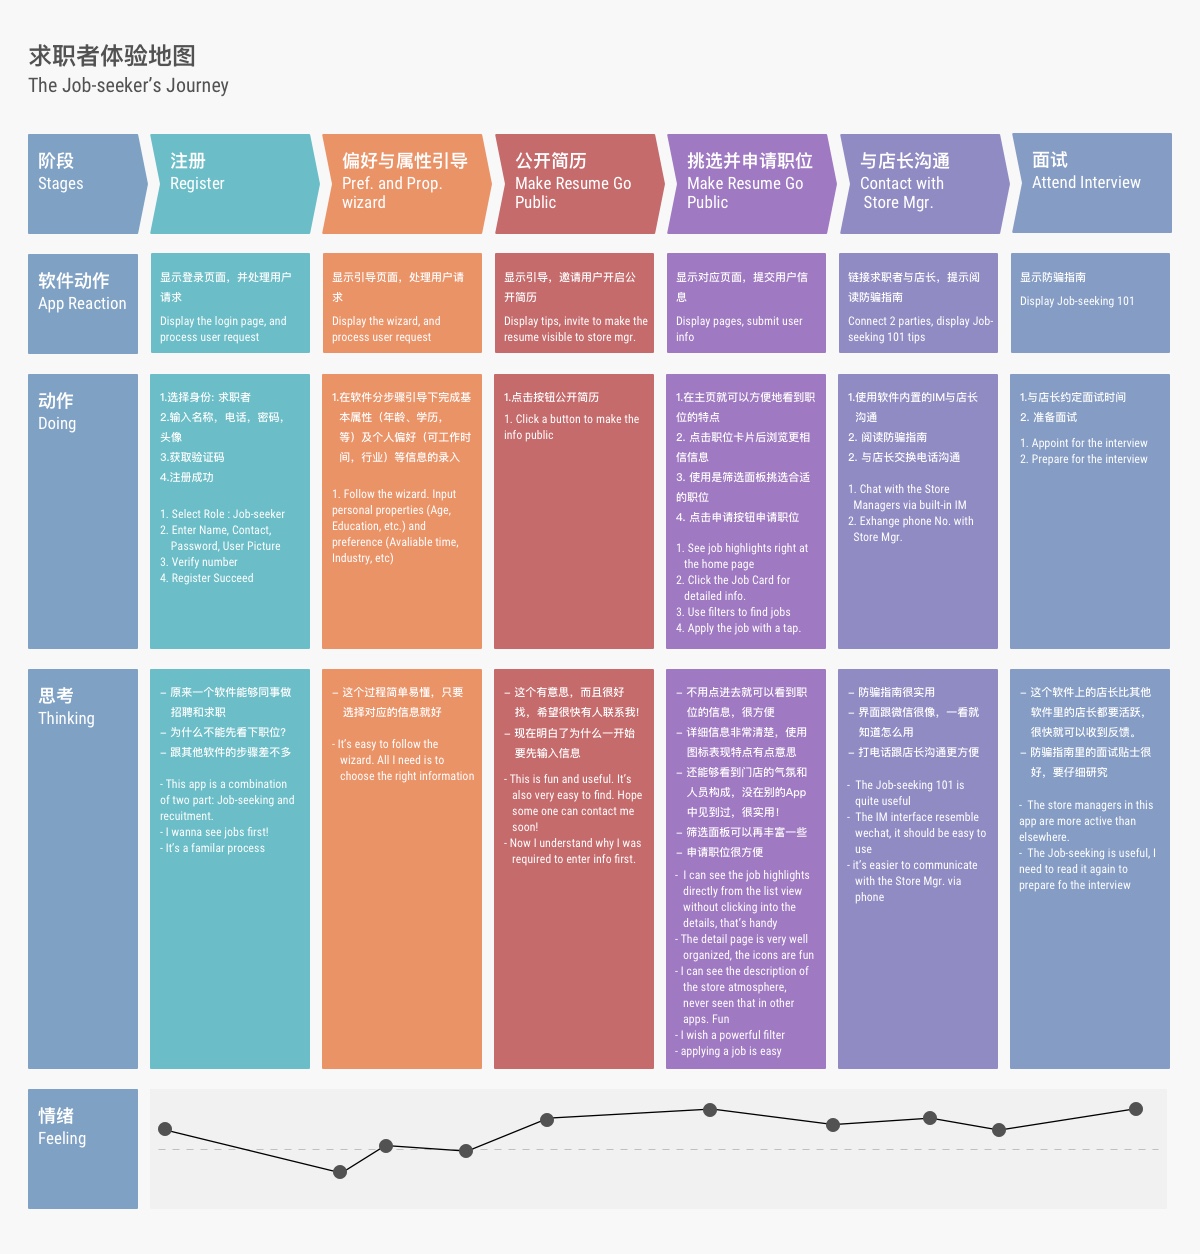 求职者体验地图
The Job-seeker’s Journey
阶段
Stages
注册
Register
偏好与属性引导
Pref. and Prop.
wizard
公开简历
Make Resume Go
Public
挑选并申请职位
Make Resume Go
Public
与店长沟通
Contact with
Store Mgr.
面试
Attend Interview
软件动作
App Reaction
显示登录页面，并处理用户
请求
Display the login page, and
process user request
显示引导页面，处理用户请
求
Display the wizard, and
process user request
显示引导，邀请用户开启公
开简历
Display tips, invite to make the
resume visible to store mgr.
显示对应页面，提交用户信
息
Display pages, submit user
info
链接求职者与店长，提示阅
读防骗指南
Connect 2 parties, display Job-
seeking 101 tips
显示防骗指南
Display Job-seeking 101
动作
Doing
1.选择身份: 求职者
2.输入名称，电话，密码，
头像
3.获取验证码
4.注册成功
1. Select Role : Job-seeker
2. Enter Name, Contact,
Password, User Picture
3. Verify number
4. Register Succeed
1.在软件分步骤引导下完成基
本属性（年龄、学历，
等）及个人偏好（可工作时
间，行业）等信息的录入
1. Follow the wizard. Input
personal properties (Age,
Education, etc.) and
preference (Avaliable time,
Industry, etc)
1.点击按钮公开简历
1. Click a button to make the
info public
1.在主页就可以方便地看到职
位的特点
2. 点击职位卡片后浏览更相
信信息
3. 使用是筛选面板挑选合适
的职位
4. 点击申请按钮申请职位
1. See job highlights right at
the home page
2. Click the Job Card for
detailed info.
3. Use filters to find jobs
4. Apply the job with a tap.
1.使用软件内置的IM与店长
沟通
2. 阅读防骗指南
2. 与店长交换电话沟通
1. Chat with the Store
Managers via built-in IM
2. Exhange phone No. with
Store Mgr.
1.与店长约定面试时间
2. 准备面试
1. Appoint for the interview
2. Prepare for the interview
思考
Thinking
– 原来一个软件能够同事做
招聘和求职
– 为什么不能先看下职位?
– 跟其他软件的步骤差不多
- This app is a combination
of two part: Job-seeking and
recuitment.
- I wanna see jobs first!
- It’s a familar process
– 这个过程简单易懂，只要
选择对应的信息就好
- It’s easy to follow the
wizard. All I need is to
choose the right information
– 这个有意思，而且很好
找，希望很快有人联系我!
– 现在明白了为什么一开始
要先输入信息
- This is fun and useful. It’s
also very easy to find. Hope
some one can contact me
soon!
- Now I understand why I was
required to enter info first.
– 不用点进去就可以看到职
位的信息，很方便
– 详细信息非常清楚，使用
图标表现特点有点意思
– 还能够看到门店的气氛和
人员构成，没在别的App
中见到过，很实用！
– 筛选面板可以再丰富一些
– 申请职位很方便
- I can see the job highlights
directly from the list view
without clicking into the
details, that’s handy
- The detail page is very well
organized, the icons are fun
- I can see the description of
the store atmosphere,
never seen that in other
apps. Fun
- I wish a powerful filter
- applying a job is easy
– 防骗指南很实用
– 界面跟微信很像，一看就
知道怎么用
– 打电话跟店长沟通更方便
- The Job-seeking 101 is
quite useful
- The IM interface resemble
wechat, it should be easy to
use
- it’s easier to communicate
with the Store Mgr. via
phone
– 这个软件上的店长比其他
软件里的店长都要活跃，
很快就可以收到反馈。
– 防骗指南里的面试贴士很
好，要仔细研究
- The store managers in this
app are more active than
elsewhere.
- The Job-seeking is useful, I
need to read it again to
prepare fo the interview
情绪
Feeling